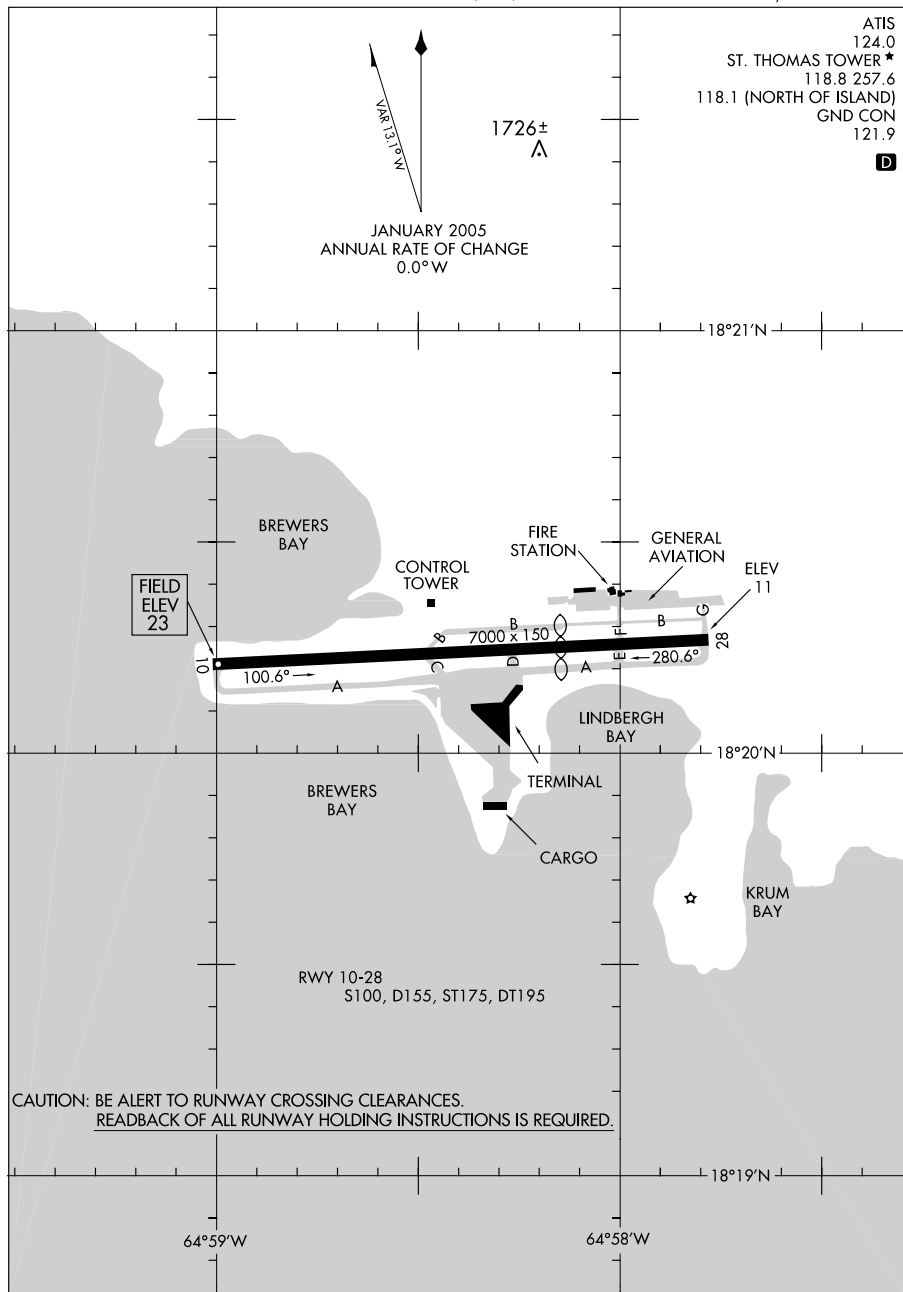 ATIS
124.0
ST. THOMAS TOWER
118.8 257.6
118.1 (NORTH OF ISLAND)
GND CON
121.9
D
VAR 13.1° W
1726±
JANUARY 2005
ANNUAL RATE OF CHANGE
0.0° W
18°21'N
BREWERS
BAY
FIRE
STATION
GENERAL
AVIATION
CONTROL
TOWER
ELEV
11
FIELD
ELEV
23
G
B
B
B
7000 x 150
F
28
10
C
D
E
280.6°
100.6°
A
A
LINDBERGH
BAY
18°20'N
TERMINAL
BREWERS
BAY
CARGO
KRUM
BAY
RWY 10-28
S100, D155, ST175, DT195
CAUTION: BE ALERT TO RUNWAY CROSSING CLEARANCES.
READBACK OF ALL RUNWAY HOLDING INSTRUCTIONS IS REQUIRED.
18°19'N
64°59'W
64°58'W